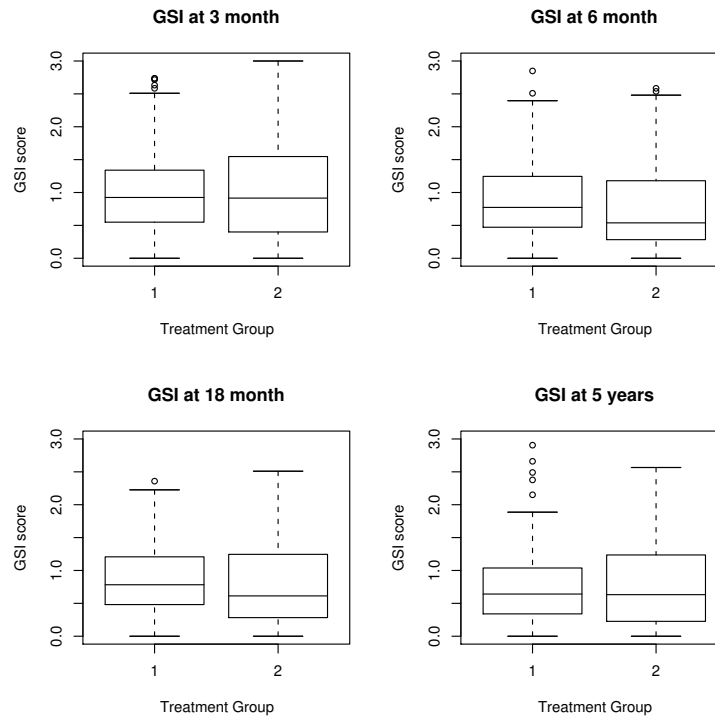 GSI at 3 month
GSI score
3.0
2.0
1.0
0.0
1 2
Treatment Group
GSI at 6 month
GSI score
3.0
2.0
1.0
0.0
1 2
Treatment Group
GSI at 18 month
GSI score
3.0
2.0
1.0
0.0
1 2
Treatment Group
GSI at 5 years
GSI score
3.0
2.0
1.0
0.0
1 2
Treatment Group